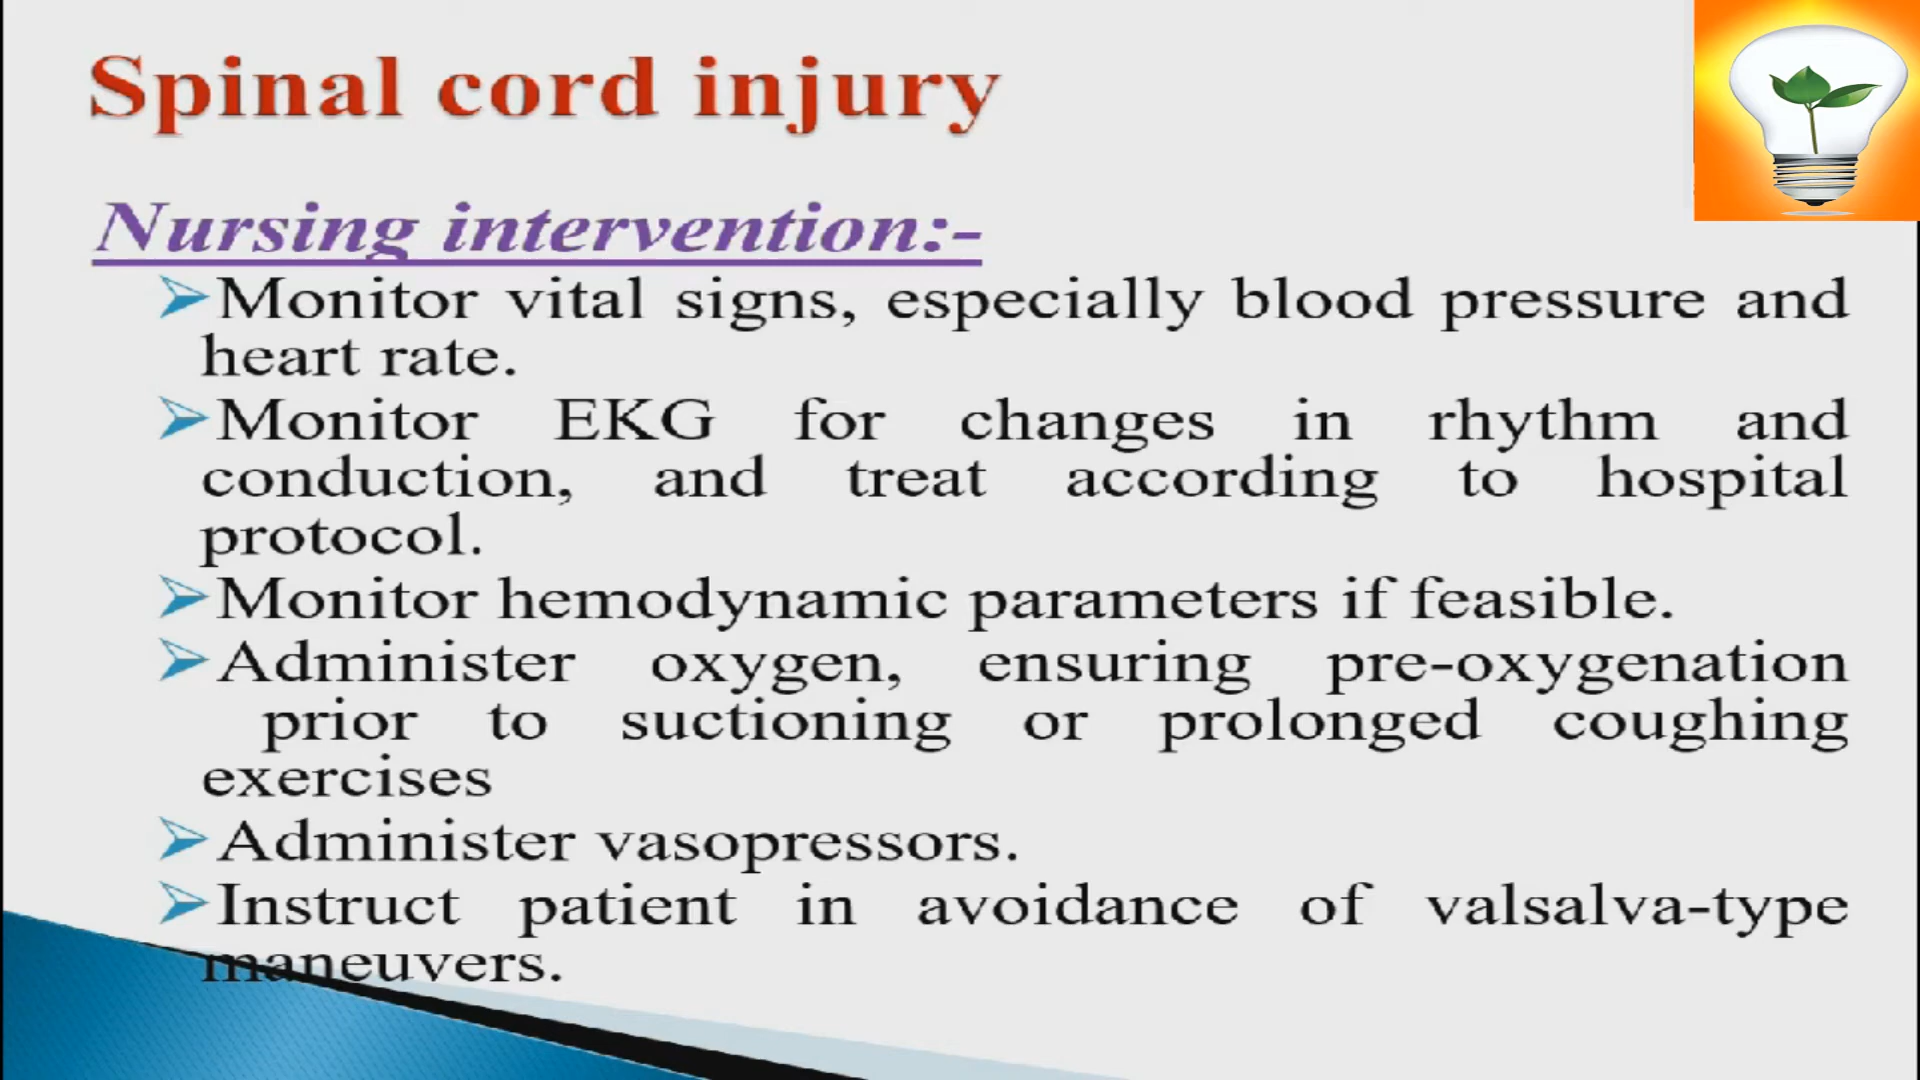 Spinal cord injury
Nursing intervention:-
➢Monitor vital signs, especially blood pressure and
heart rate.
➢Monitor EKG for changes in rhythm and
conduction, and treat according to hospital
protocol.
➢Monitor hemodynamic parameters if feasible.
➢Administer oxygen, ensuring pre-oxygenation
prior to suctioning or prolonged coughing
exercises
➢Administer vasopressors.
➢Instruct patient in avoidance of valsalva-type
maneuvers.